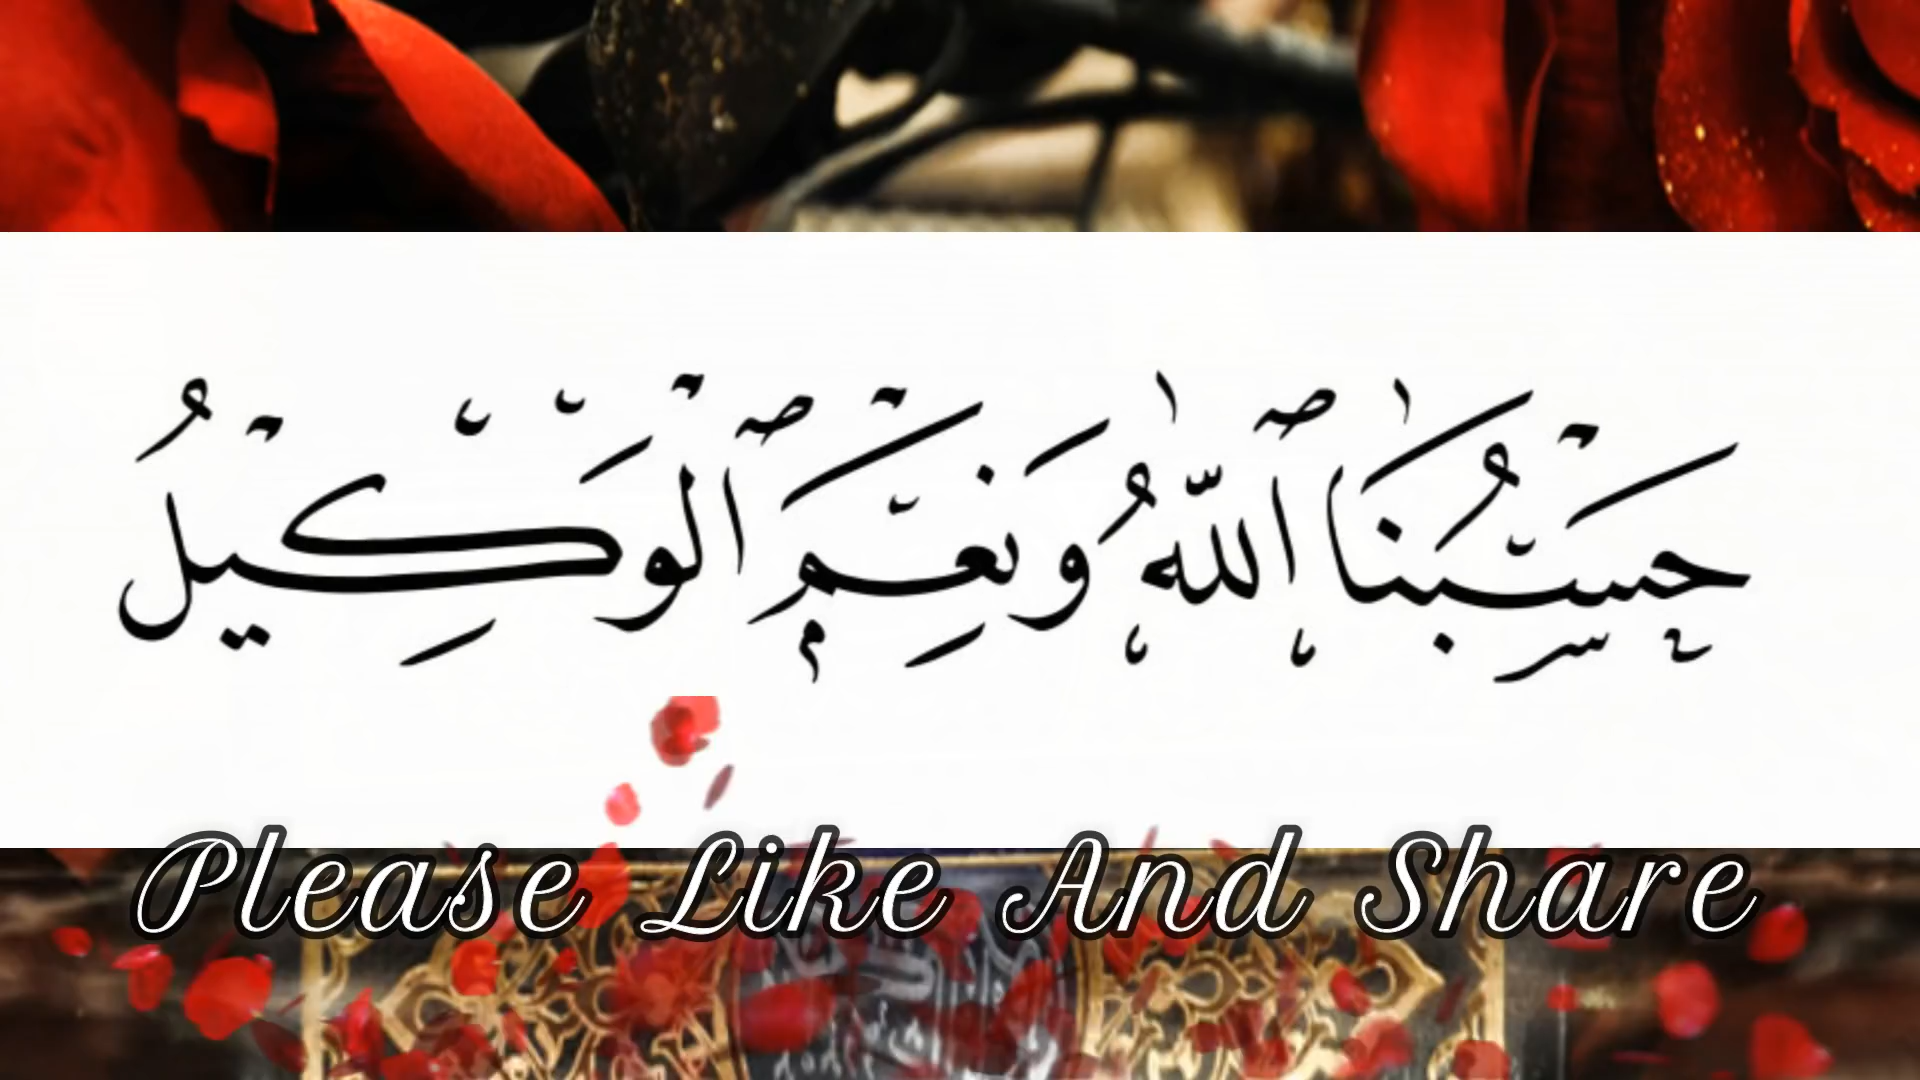 حَسْبُنَا ٱللَّهُ وَنِعْمَ ٱلْوَكِيلُ
Please Like And Share